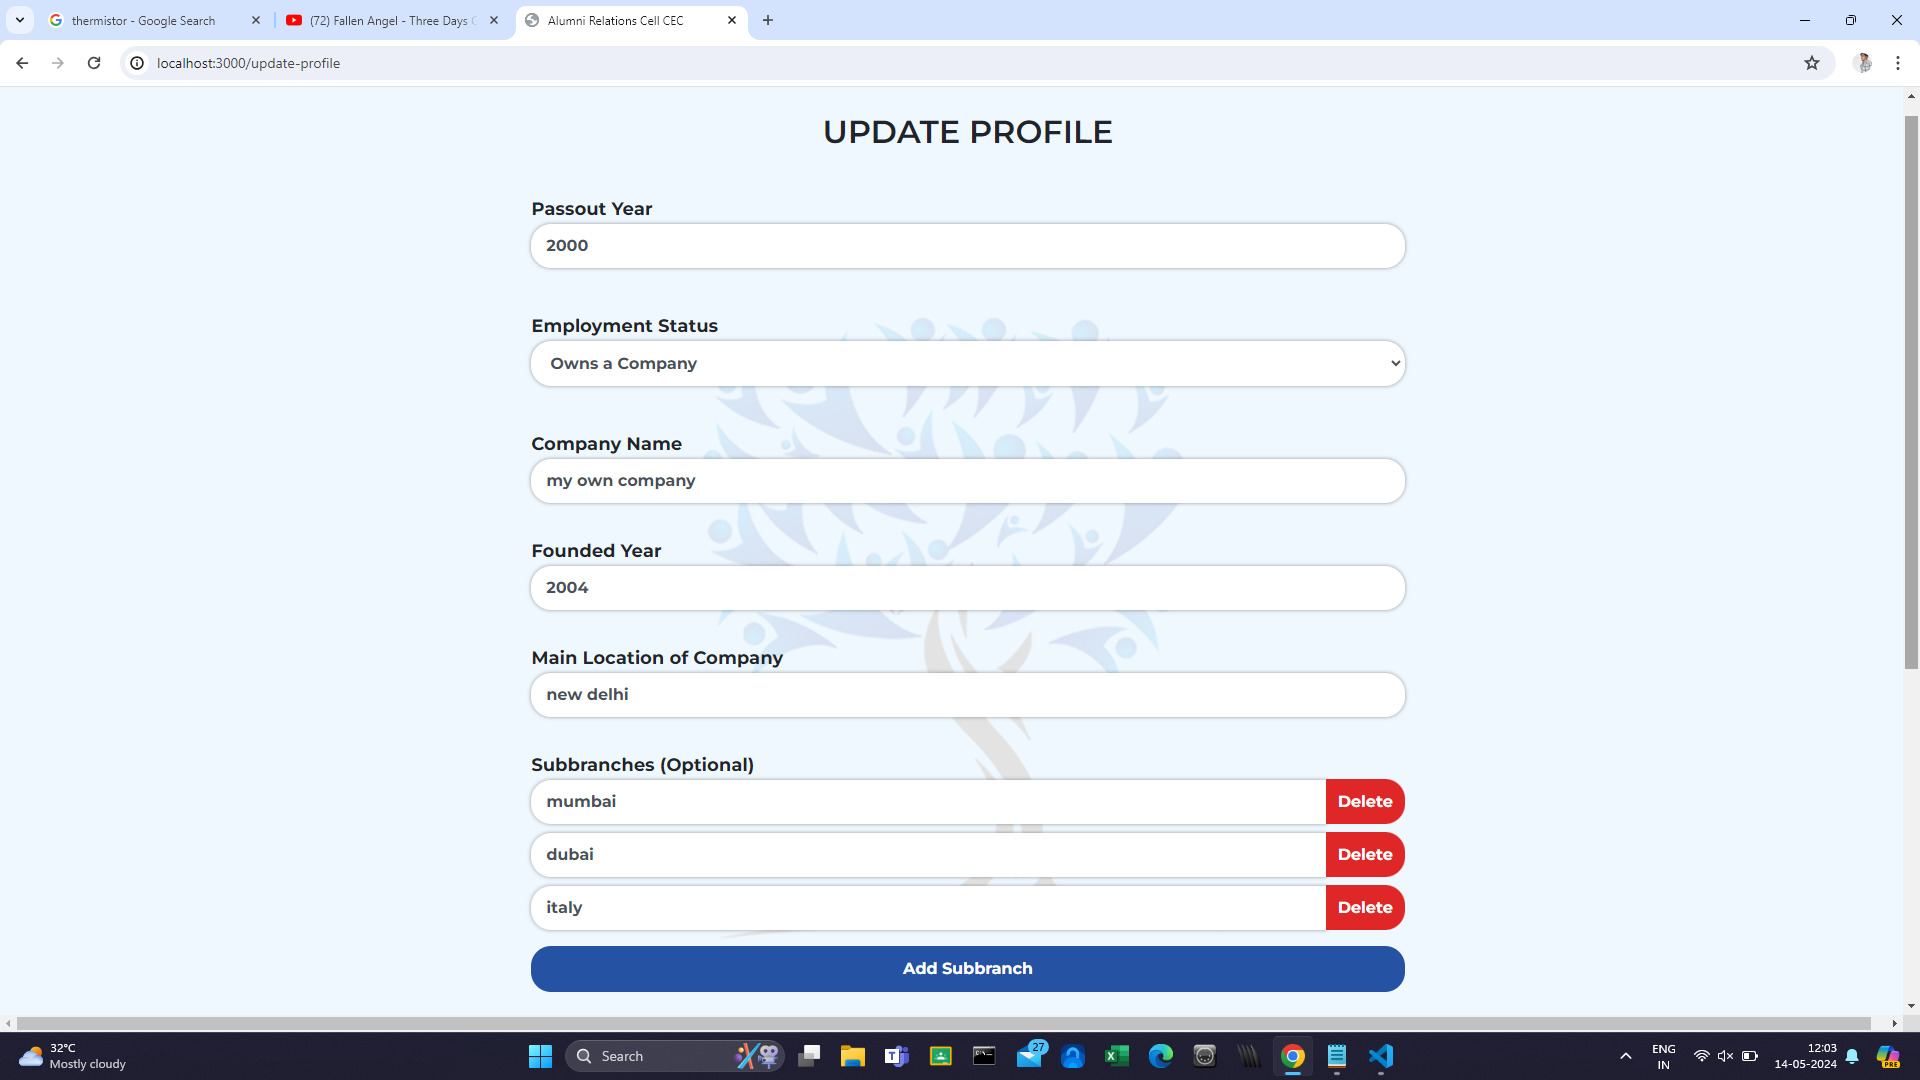 thermistor - Google Search
(72) Fallen Angel - Three Days G
Alumni Relations Cell CEC
localhost:3000/update-profile
UPDATE PROFILE
Passout Year
2000
Employment Status
Owns a Company
Company Name
my own company
Founded Year
2004
Main Location of Company
new delhi
Subbranches (Optional)
mumbai
Delete
dubai
Delete
italy
Delete
Add Subbranch
32°C
Mostly cloudy
Search
27
ENG
IN
12:03
14-05-2024
PRE